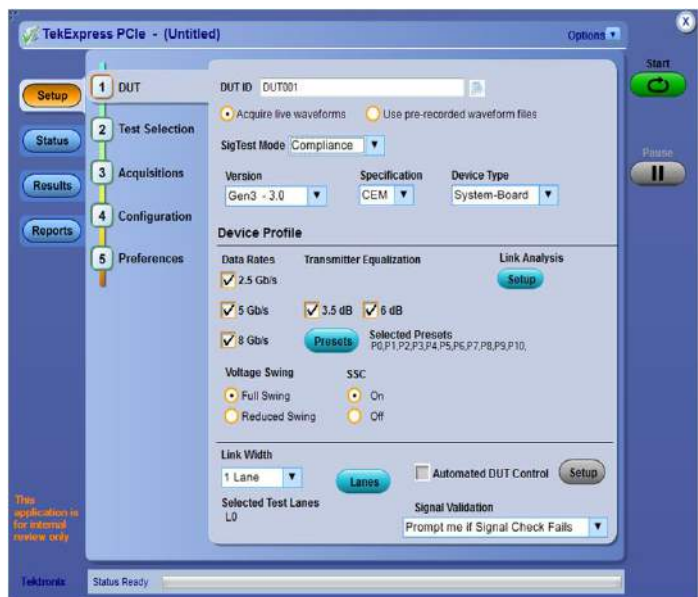 TekExpress PCIe - (Untitled)
Options
Start
Pause
Setup
Status
Results
Reports
1 DUT
2 Test Selection
3 Acquisitions
4 Configuration
5 Preferences
DUT ID DUT001
Acquire live waveforms Use pre-recorded waveform files
SigTest Mode Compliance
Version Specification Device Type
Gen3 - 3.0 CEM System-Board
Device Profile
Data Rates Transmitter Equalization Link Analysis
2.5 Gb/s Setup
5 Gb/s 3.5 dB 6 dB
8 Gb/s Presets Selected Presets
P0,P1,P2,P3,P4,P5,P6,P7,P8,P9,P10,
Voltage Swing SSC
Full Swing On
Reduced Swing Off
Link Width
1 Lane Lanes Automated DUT Control Setup
Selected Test Lanes Signal Validation
L0 Prompt me if Signal Check Fails
This
application is
for internal
review only
Tektronix Status Ready